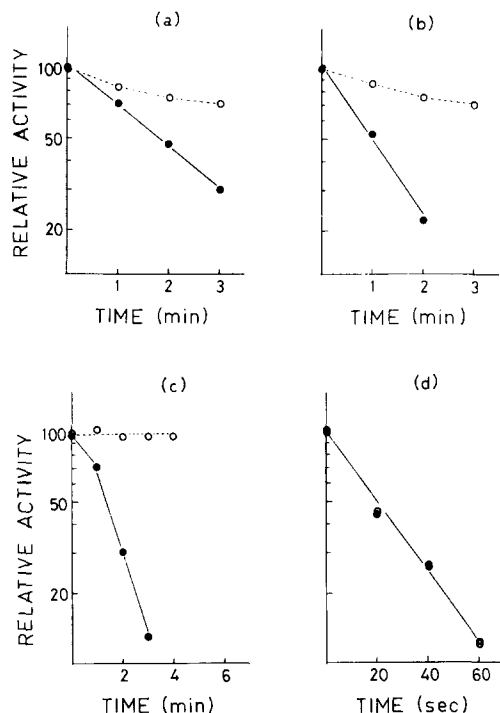 (a)
RELATIVE ACTIVITY
100
50
20
1 2 3
TIME (min)
(b)
1 2 3
TIME (min)
(c)
RELATIVE ACTIVITY
100
50
20
2 4 6
TIME (min)
(d)
20 40 60
TIME (sec)